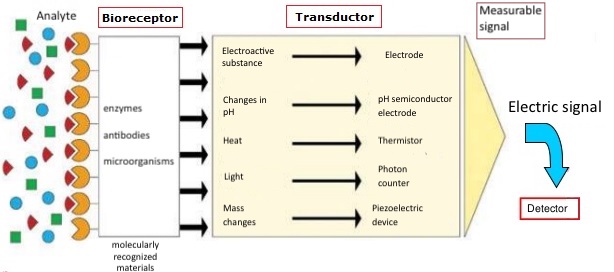 Analyte
Bioreceptor
Transductor
Measurable
signal
enzymes
antibodies
microorganisms
molecularly
recognized
materials
Electroactive
substance
Electrode
Changes in
pH
pH semiconductor
electrode
Heat
Thermistor
Light
Photon
counter
Mass
changes
Piezoelectric
device
Electric signal
Detector